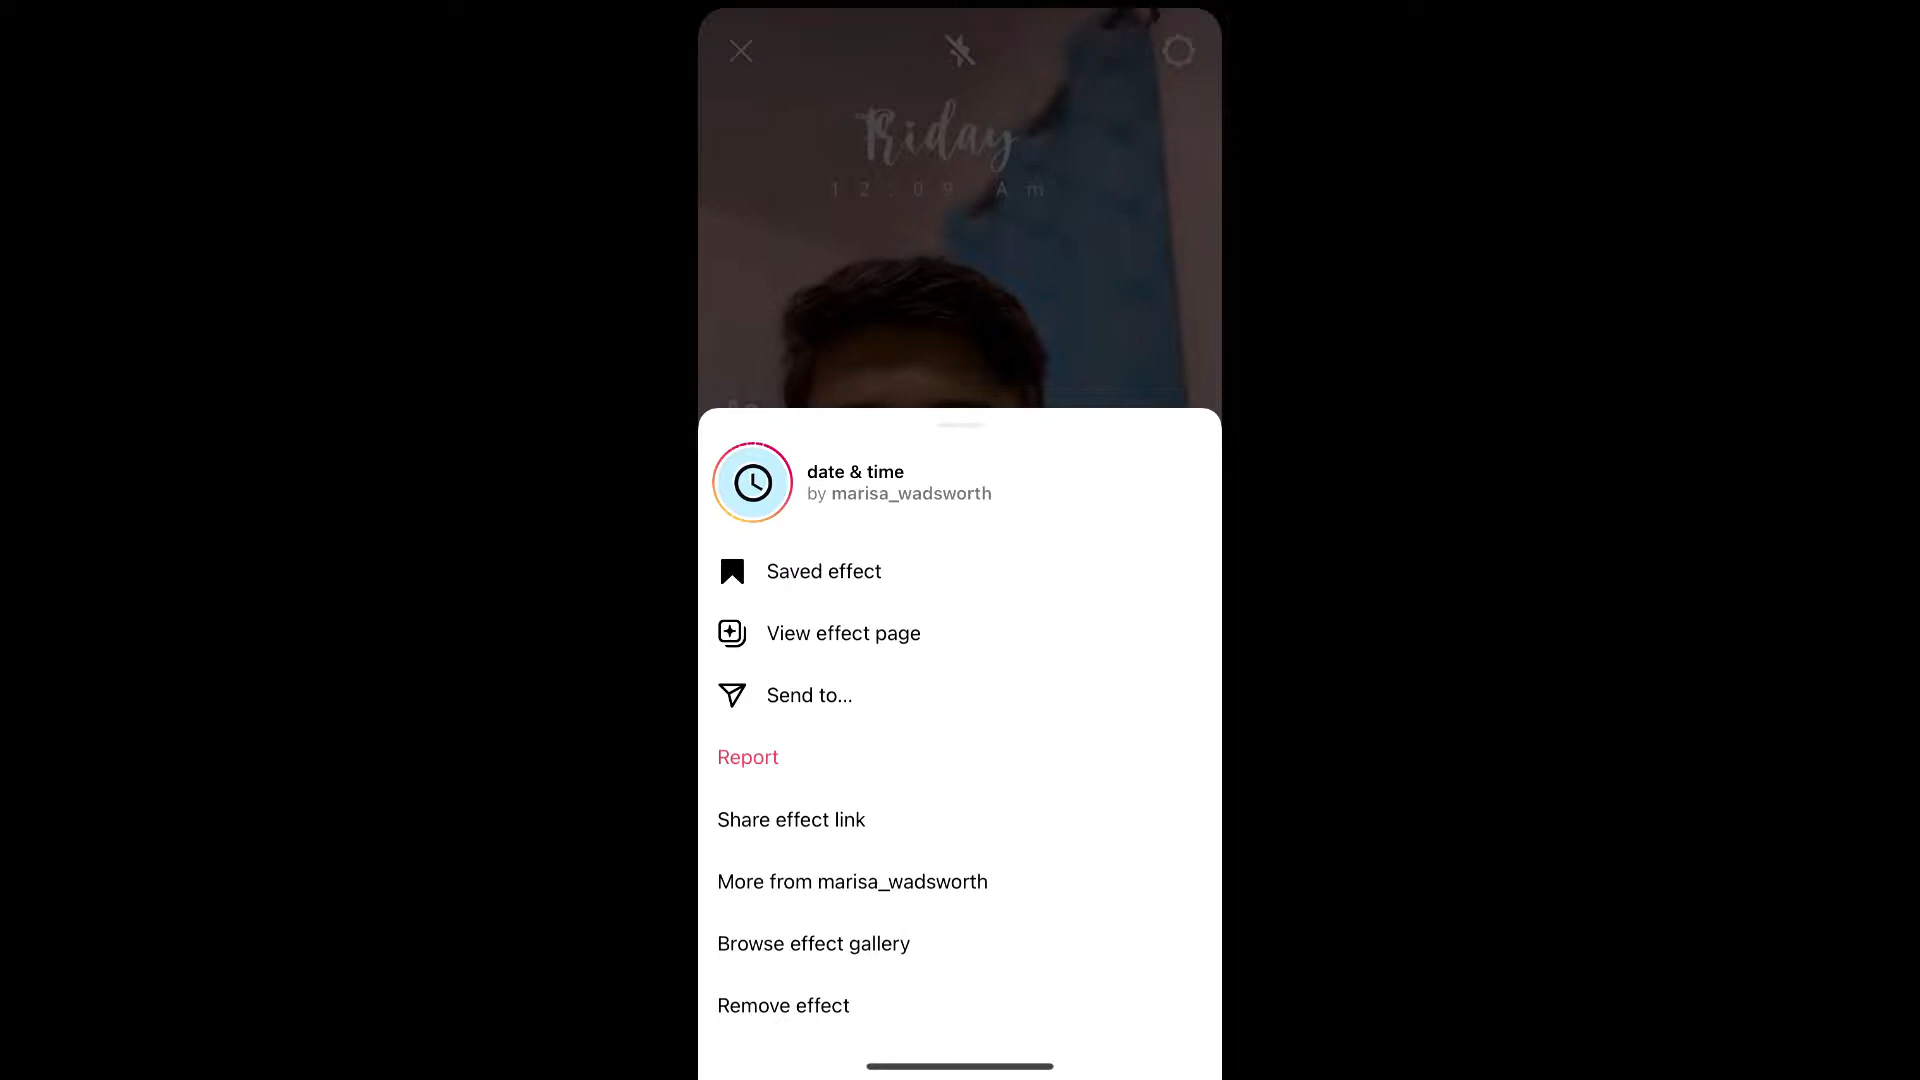 Friday
12:09 Am
Aa
date & time
by marisa_wadsworth
Saved effect
View effect page
Send to...
Report
Share effect link
More from marisa_wadsworth
Browse effect gallery
Remove effect